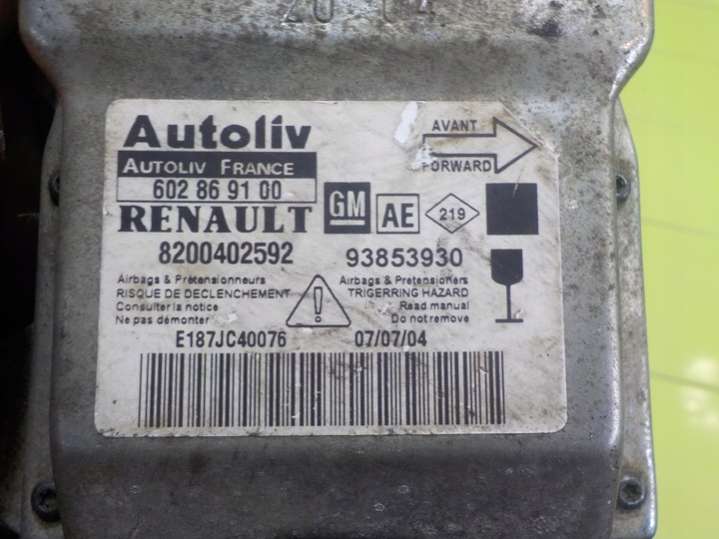 Autoliv
AUTOLIV FRANCE
602 86 91 00
RENAULT
8200402592
GM
AE
219
93853930
AVANT
FORWARD
Airbags & Prétensionneurs
RISQUE DE DECLENCHEMENT
Consulter la notice
Ne pas démonter
!
Airbags & Pretensioners
TRIGERRING HAZARD
Read manual
Do not remove
E187JC40076
07/07/04